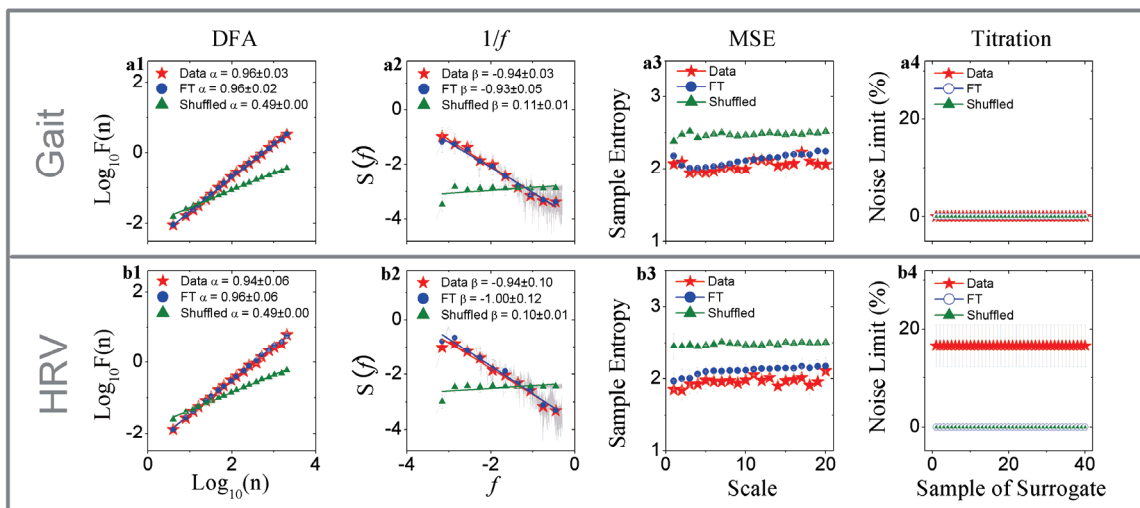 DFA
1/f
MSE
Titration
Gait
a1
Data α = 0.96±0.03
FT α = 0.96±0.02
Shuffled α = 0.49±0.00
2
0
-2
Log10F(n)
a2
Data β = -0.94±0.03
FT β = -0.93±0.05
Shuffled β = 0.11±0.01
0
-2
-4
S(f)
a3
Data
FT
Shuffled
3
2
1
Sample Entropy
a4
Data
FT
Shuffled
20
0
Noise Limit (%)
HRV
b1
Data α = 0.94±0.06
FT α = 0.96±0.06
Shuffled α = 0.49±0.00
2
0
-2
Log10F(n)
0 2 4
Log10(n)
b2
Data β = -0.94±0.10
FT β = -1.00±0.12
Shuffled β = 0.10±0.01
0
-2
-4
S(f)
-4 -2 0
f
b3
Data
FT
Shuffled
3
2
1
Sample Entropy
0 10 20
Scale
b4
Data
FT
Shuffled
20
0
Noise Limit (%)
0 20 40
Sample of Surrogate